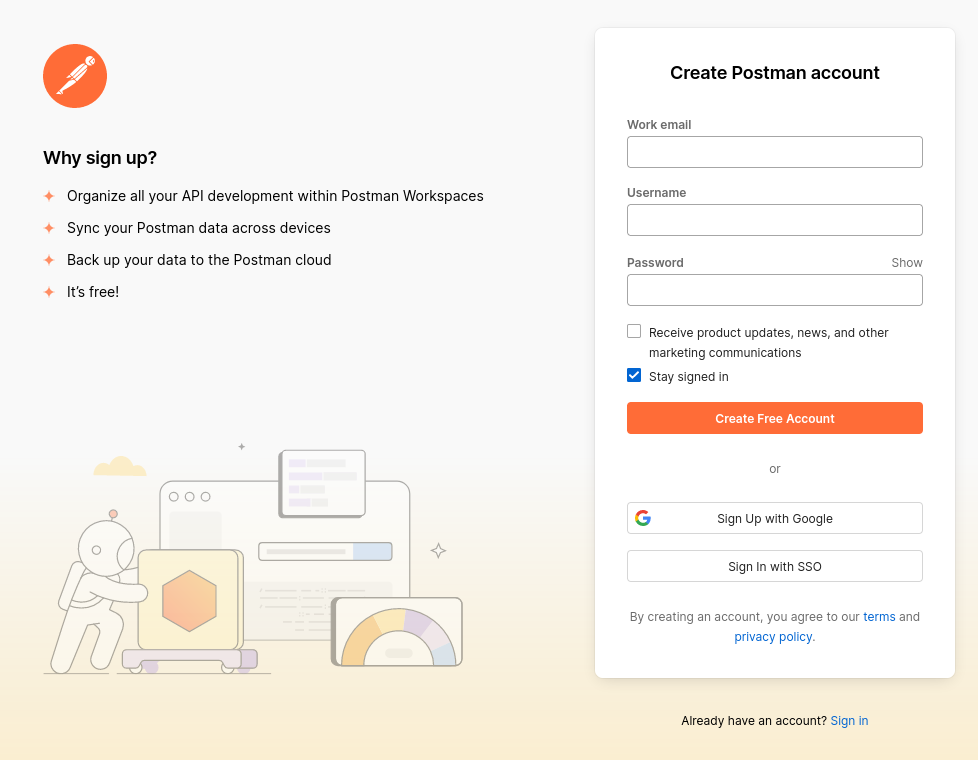 Why sign up?
Organize all your API development within Postman Workspaces
Sync your Postman data across devices
Back up your data to the Postman cloud
It’s free!
Create Postman account
Work email
Username
Password Show
Receive product updates, news, and other
marketing communications
Stay signed in
Create Free Account
or
Sign Up with Google
Sign In with SSO
By creating an account, you agree to our terms and
privacy policy.
Already have an account? Sign in